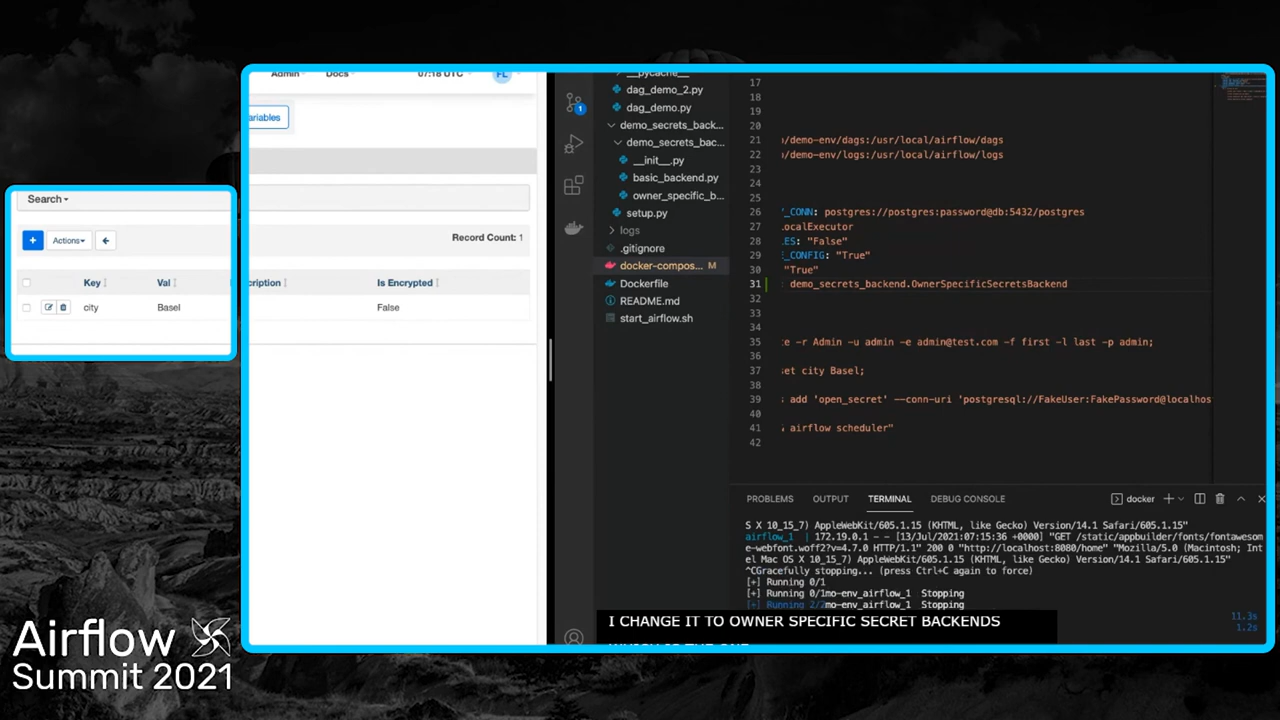 Search
Actions
Key
Val
city
Basel
Airflow
Summit 2021
Admin
Docs
07:18 UTC
FL
ariables
Record Count: 1
cription
Is Encrypted
False
__pycache__
dag_demo_2.py
dag_demo.py
demo_secrets_back...
demo_secrets_bac...
__init__.py
basic_backend.py
owner_specific_b...
setup.py
logs
.gitignore
docker-compos... M
Dockerfile
README.md
start_airflow.sh
1
17
18
19
20
21 /demo-env/dags:/usr/local/airflow/dags
22 /demo-env/logs:/usr/local/airflow/logs
23
24
25
26 _CONN: postgres://postgres:password@db:5432/postgres
27 ocalExecutor
28 ES: "False"
29 _CONFIG: "True"
30 "True"
31 demo_secrets_backend.OwnerSpecificSecretsBackend
32
33
34
35 e -r Admin -u admin -e admin@test.com -f first -l last -p admin;
36
37 et city Basel;
38
39 add 'open_secret' --conn-uri 'postgresql://FakeUser:FakePassword@localhos
40
41 airflow scheduler"
42
PROBLEMS OUTPUT TERMINAL DEBUG CONSOLE docker
S X 10_15_7) AppleWebKit/605.1.15 (KHTML, like Gecko) Version/14.1 Safari/605.1.15"
airflow_1 | 172.19.0.1 - - [13/Jul/2021:07:15:36 +0000] "GET /static/appbuilder/fonts/fontawesom
e-webfont.woff2?v=4.7.0 HTTP/1.1" 200 0 "http://localhost:8080/home" "Mozilla/5.0 (Macintosh; Int
el Mac OS X 10_15_7) AppleWebKit/605.1.15 (KHTML, like Gecko) Version/14.1 Safari/605.1.15"
^CGracefully stopping... (press Ctrl+C again to force)
[+] Running 0/1
[+] Running 0/1mo-env_airflow_1 Stopping
[+] Running 2/2mo-env_airflow_1 Stopping
11.3s
1.2s
I CHANGE IT TO OWNER SPECIFIC SECRET BACKENDS